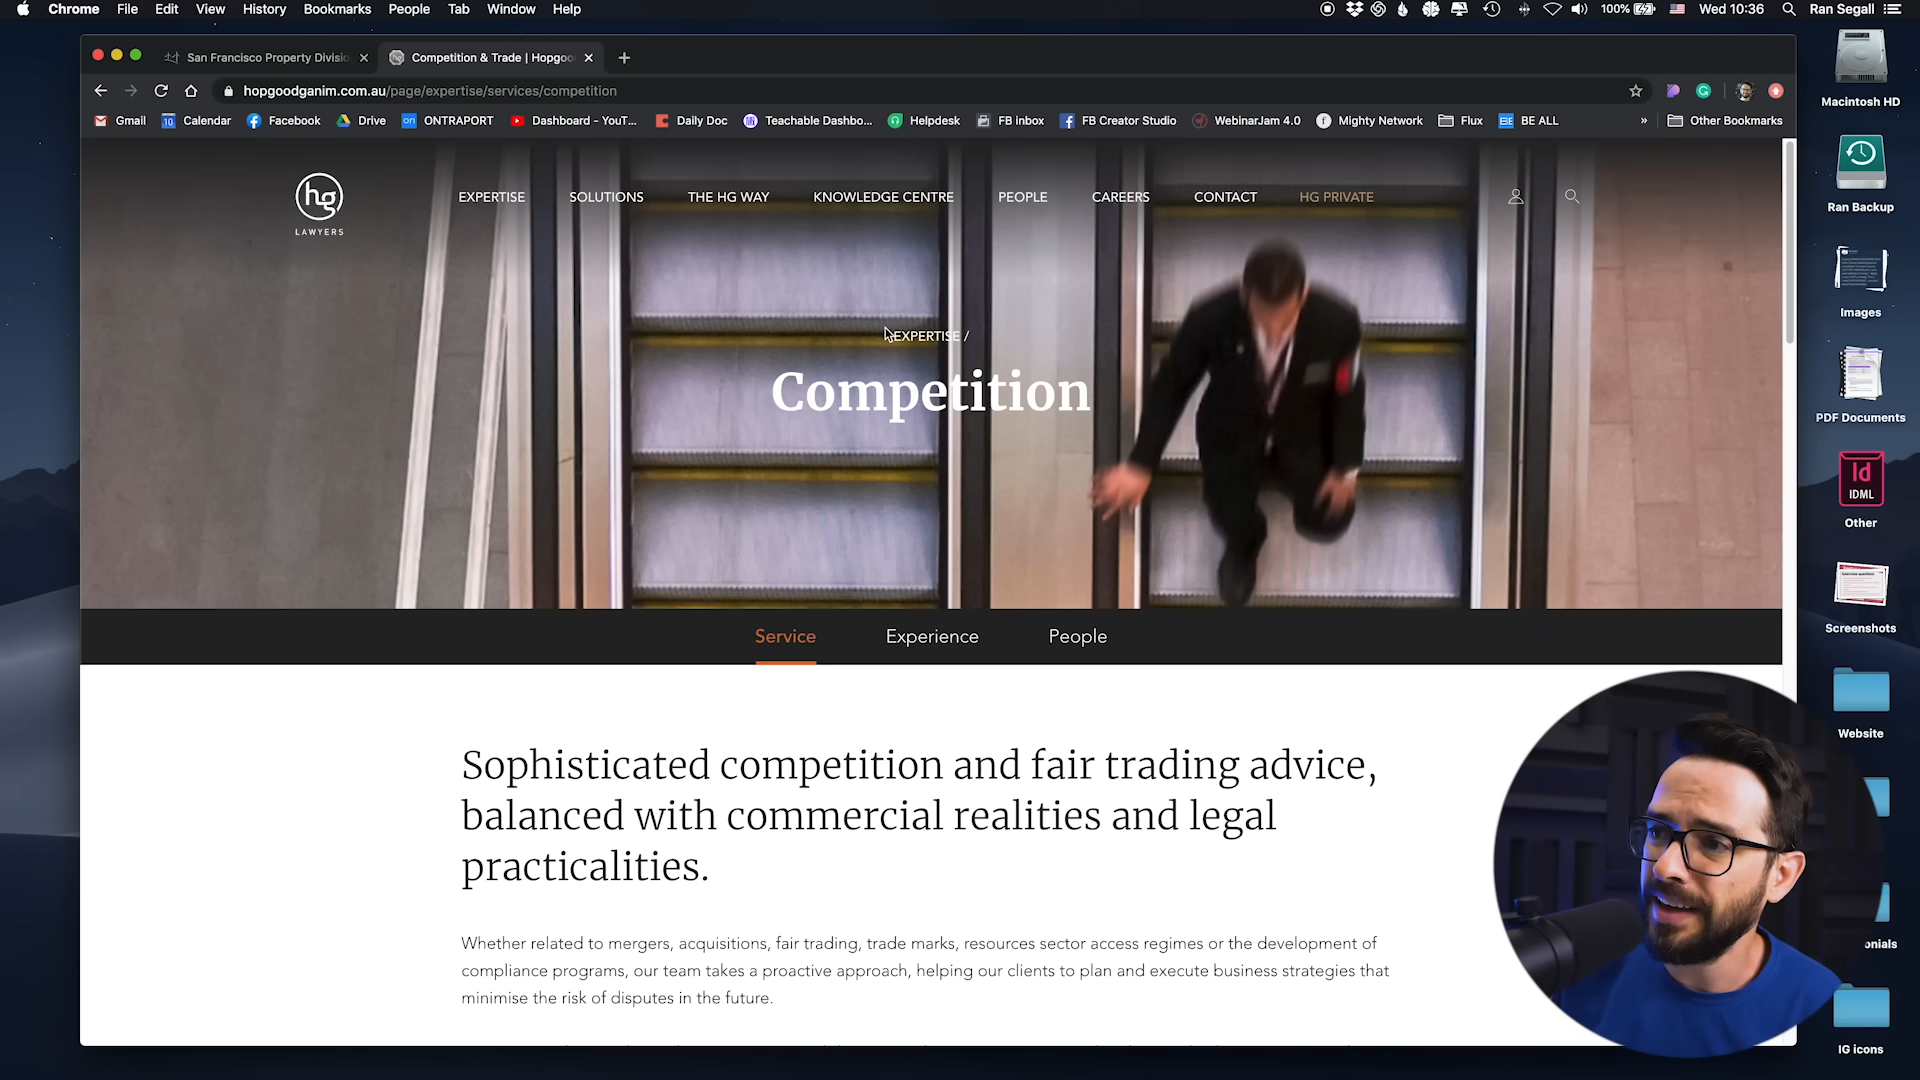 Chrome File Edit View History Bookmarks People Tab Window Help
100% Wed 10:36 Ran Segall
San Francisco Property Divisio
Competition & Trade | Hopgoo
hopgoodganim.com.au/page/expertise/services/competition
Gmail Calendar Facebook Drive ONTRAPORT Dashboard - YouT... Daily Doc Teachable Dashbo... Helpdesk FB inbox FB Creator Studio WebinarJam 4.0 Mighty Network Flux BE ALL » Other Bookmarks
hg
LAWYERS
EXPERTISE SOLUTIONS THE HG WAY KNOWLEDGE CENTRE PEOPLE CAREERS CONTACT HG PRIVATE
EXPERTISE /
Competition
Service Experience People
Sophisticated competition and fair trading advice,
balanced with commercial realities and legal
practicalities.
Whether related to mergers, acquisitions, fair trading, trade marks, resources sector access regimes or the development of
compliance programs, our team takes a proactive approach, helping our clients to plan and execute business strategies that
minimise the risk of disputes in the future.
Macintosh HD
Ran Backup
Images
PDF Documents
Id
IDML
Other
Screenshots
Website
onials
IG icons